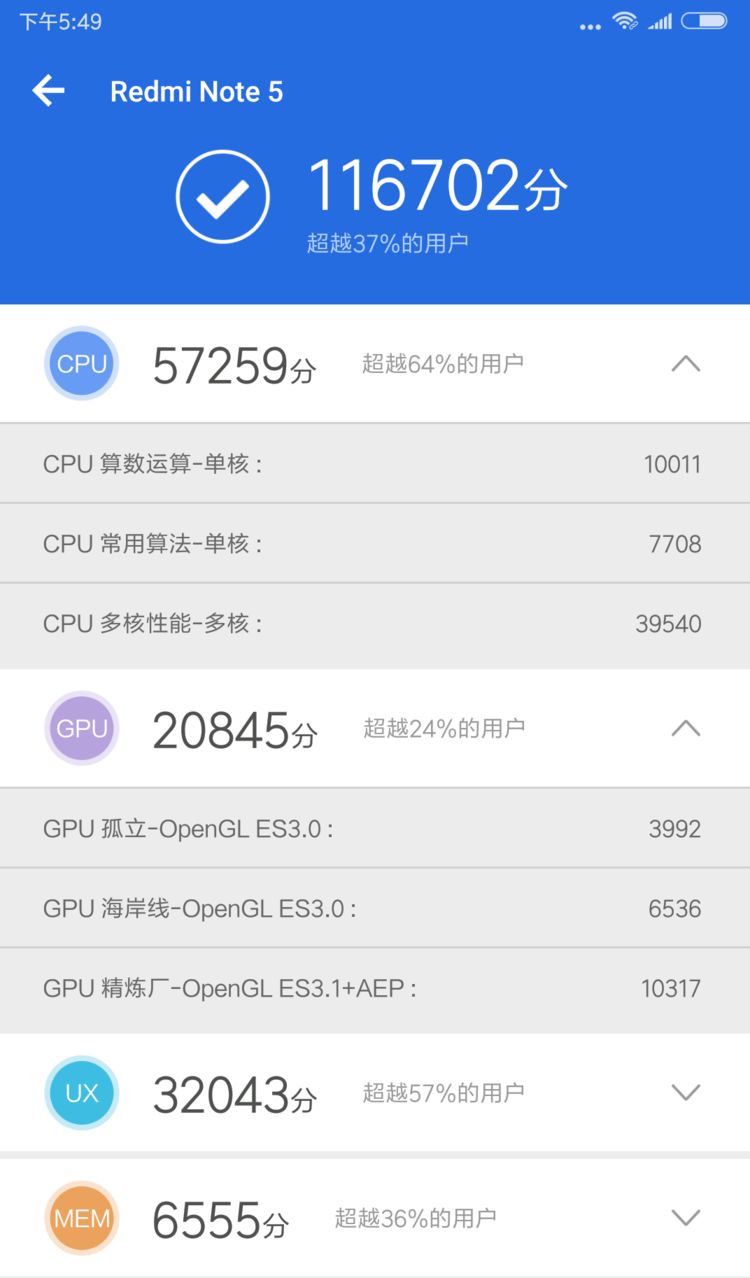 下午5:49
Redmi Note 5
116702分
超越37%的用户
CPU 57259分 超越64%的用户
CPU 算数运算-单核： 10011
CPU 常用算法-单核： 7708
CPU 多核性能-多核： 39540
GPU 20845分 超越24%的用户
GPU 孤立-OpenGL ES3.0： 3992
GPU 海岸线-OpenGL ES3.0： 6536
GPU 精炼厂-OpenGL ES3.1+AEP： 10317
UX 32043分 超越57%的用户
MEM 6555分 超越36%的用户